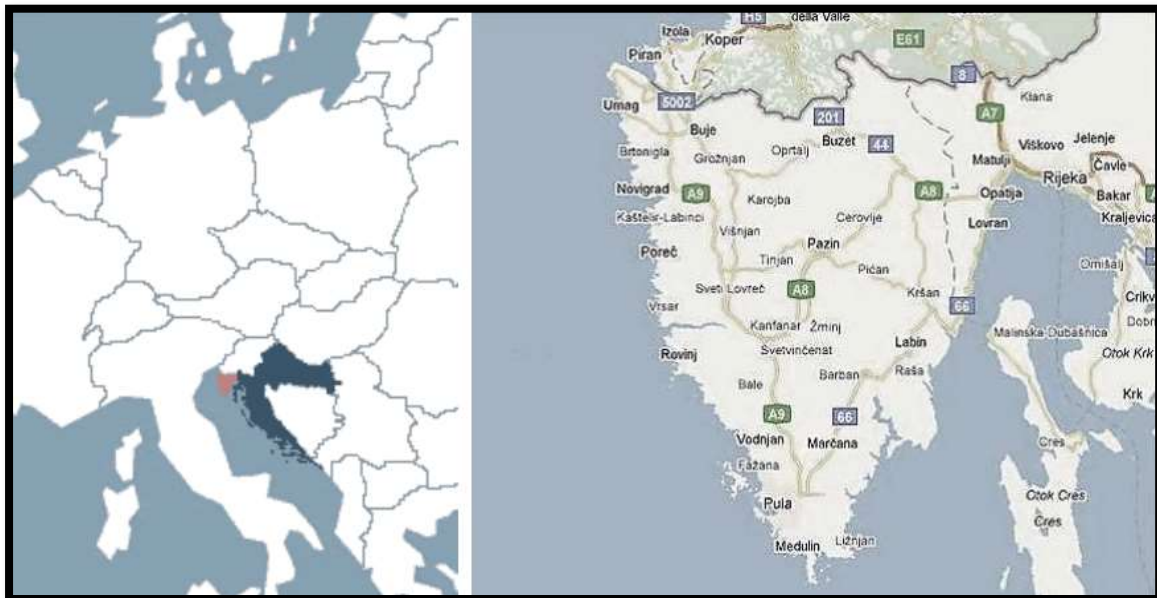 H5
della Valle
Izola
Koper
E61
Piran
8
Klana
Umag
5002
A7
201
Buje
Buzet
44
Viškovo
Jelenje
Brtonigla
Grožnjan
Oprtalj
Matulji
Čavle
Rijeka
Novigrad
A9
Karojba
A8
Opatija
Bakar
Kaštelir-Labinci
Cerovlje
Lovran
Kraljevica
Višnjan
Poreč
Pazin
Tinjan
Pićan
Omišalj
Sveti Lovreč
A8
Kršan
66
Crikv
Vrsar
Kanfanar
Žminj
Malinska-Dubašnica
Dobr
Rovinj
Svetvinčenat
Labin
Otok Krk
Bale
Barban
Raša
Krk
A9
66
Vodnjan
Marčana
Cres
Fažana
Pula
Otok Cres
Cres
Medulin
Ližnjan